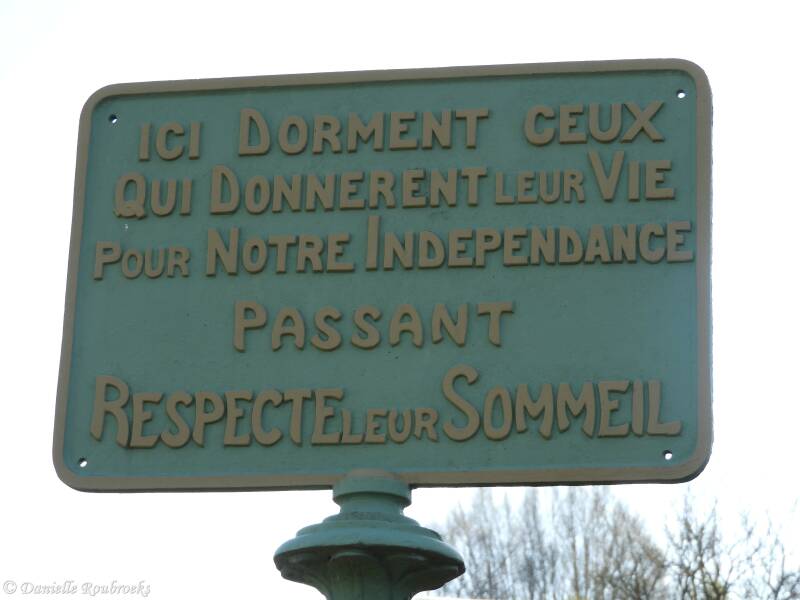 ICI DORMENT CEUX
QUI DONNERENT LEUR VIE
POUR NOTRE INDEPENDANCE
PASSANT
RESPECTE LEUR SOMMEIL
© Danielle Roubroeks